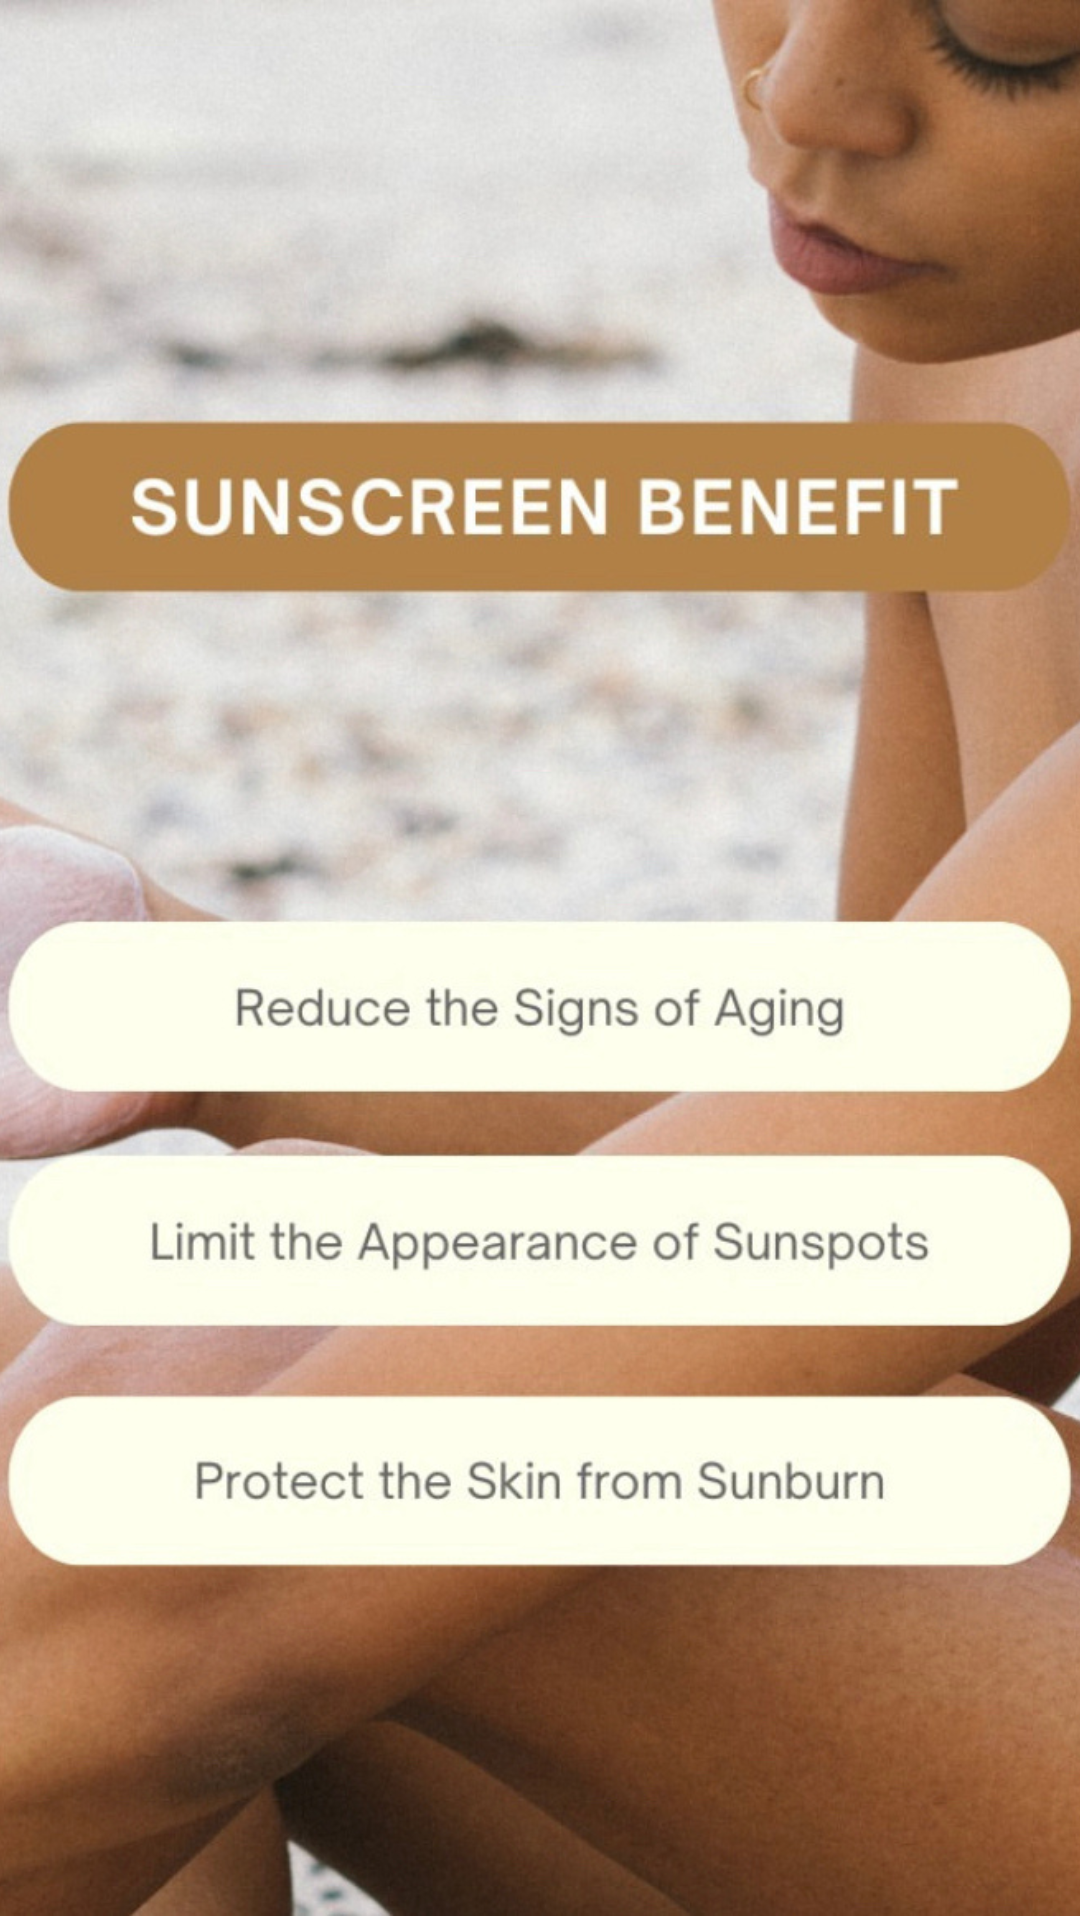 SUNSCREEN BENEFIT
Reduce the Signs of Aging
Limit the Appearance of Sunspots
Protect the Skin from Sunburn